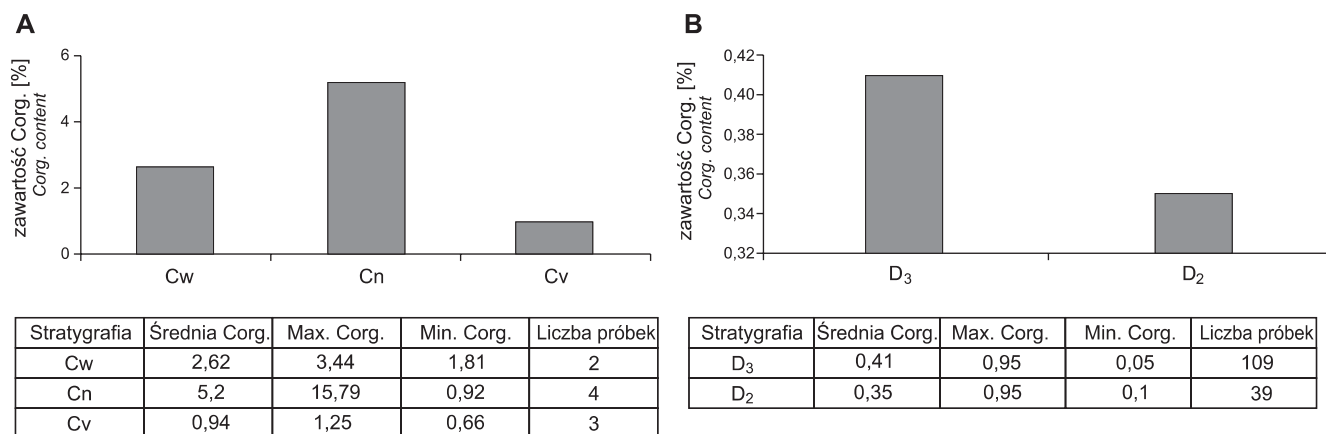 A
zawartość Corg. [%]
Corg. content
6
4
2
0
Cw Cn Cv
Stratygrafia Średnia Corg. Max. Corg. Min. Corg. Liczba próbek
Cw 2,62 3,44 1,81 2
Cn 5,2 15,79 0,92 4
Cv 0,94 1,25 0,66 3
B
zawartość Corg. [%]
Corg. content
0,42
0,40
0,38
0,36
0,34
0,32
D₃ D₂
Stratygrafia Średnia Corg. Max. Corg. Min. Corg. Liczba próbek
D₃ 0,41 0,95 0,05 109
D₂ 0,35 0,95 0,1 39